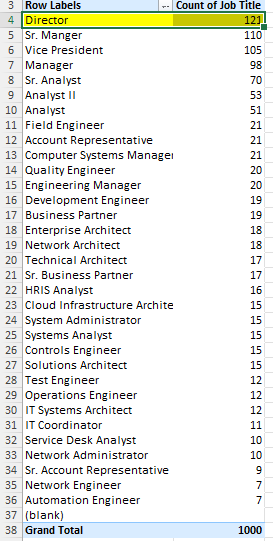 3 Row Labels Count of Job Title
4 Director 121
5 Sr. Manger 110
6 Vice President 105
7 Manager 98
8 Sr. Analyst 70
9 Analyst II 53
10 Analyst 51
11 Field Engineer 21
12 Account Representative 21
13 Computer Systems Manager 21
14 Quality Engineer 20
15 Engineering Manager 20
16 Development Engineer 19
17 Business Partner 19
18 Enterprise Architect 18
19 Network Architect 18
20 Technical Architect 17
21 Sr. Business Partner 17
22 HRIS Analyst 16
23 Cloud Infrastructure Archite 15
24 System Administrator 15
25 Systems Analyst 15
26 Controls Engineer 15
27 Solutions Architect 15
28 Test Engineer 12
29 Operations Engineer 12
30 IT Systems Architect 12
31 IT Coordinator 11
32 Service Desk Analyst 10
33 Network Administrator 10
34 Sr. Account Representative 9
35 Network Engineer 7
36 Automation Engineer 7
37 (blank)
38 Grand Total 1000